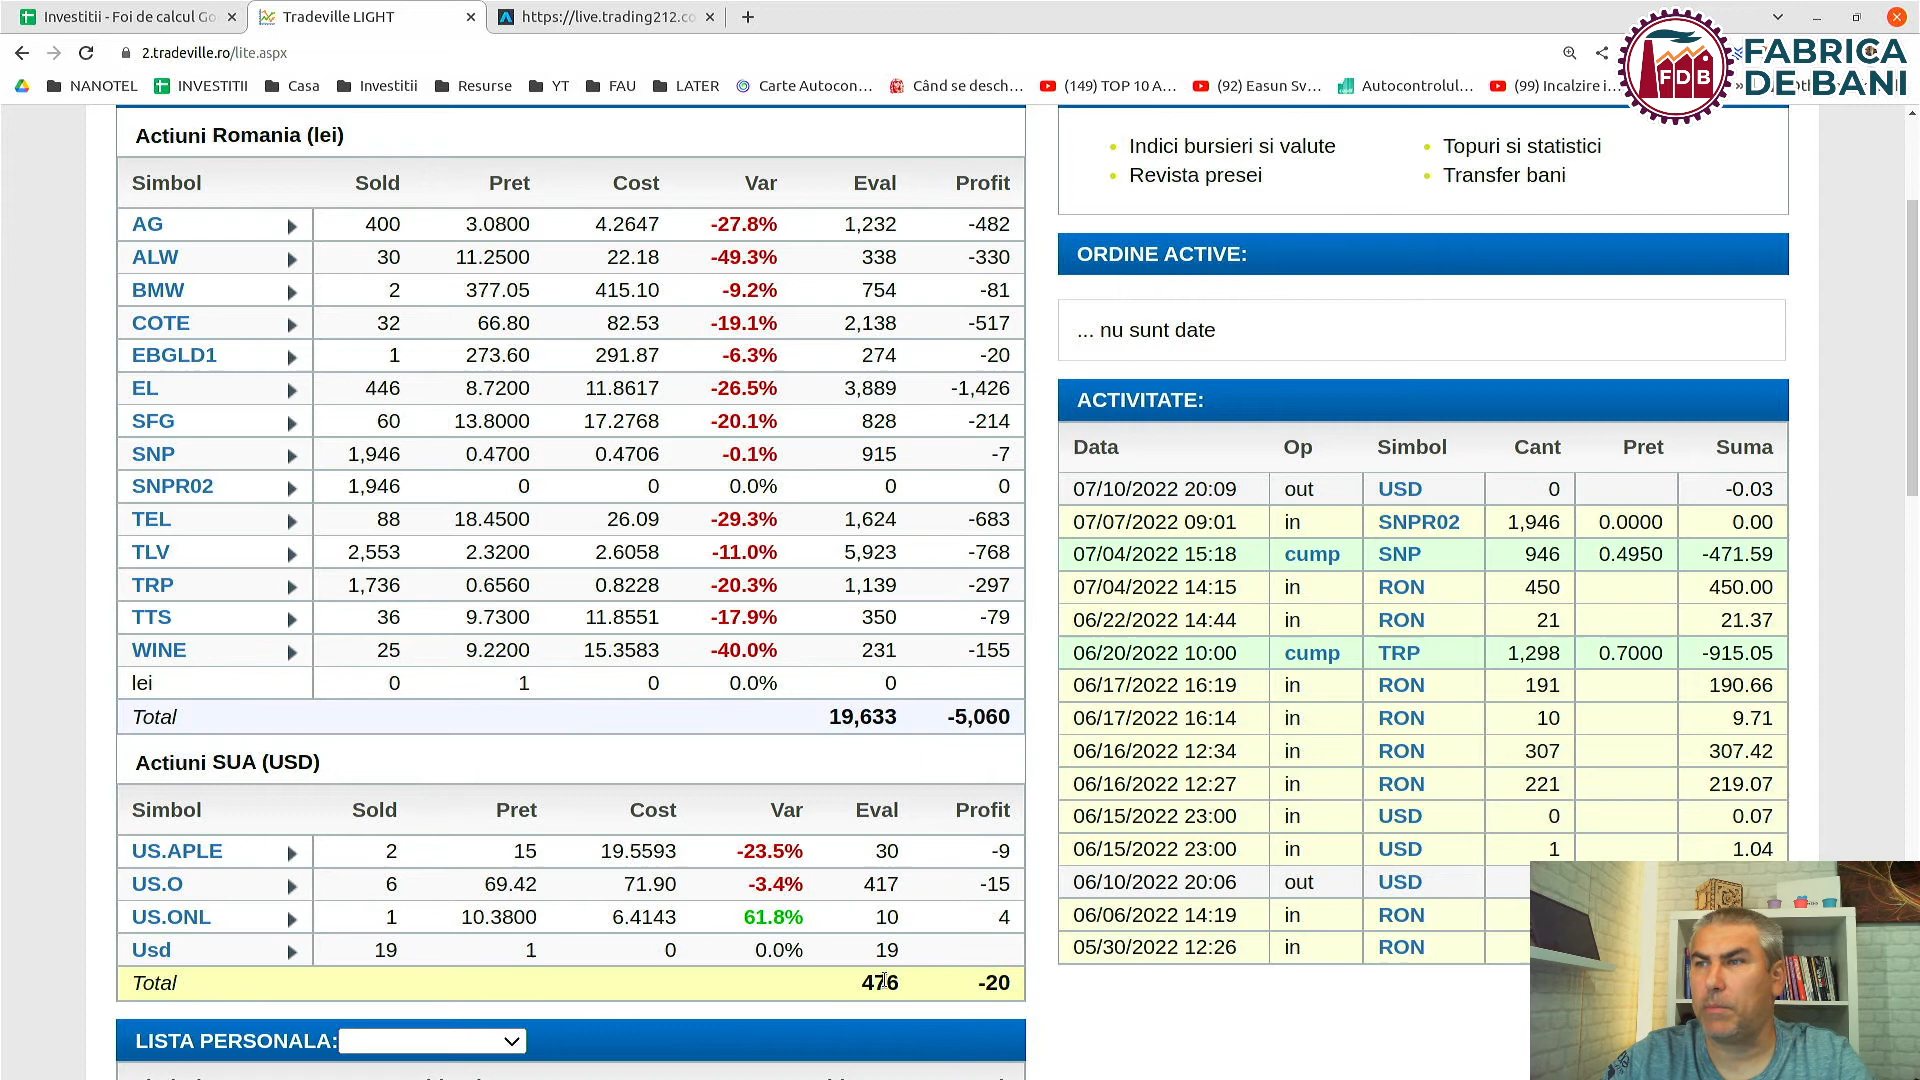 Investitii - Foi de calcul Go
Tradeville LIGHT
https://live.trading212.co
2.tradeville.ro/lite.aspx
NANOTEL
INVESTITII
Casa
Investitii
Resurse
YT
FAU
LATER
Carte Autocon...
Când se desch...
(149) TOP 10 A...
(92) Easun Sv...
Autocontrolul...
(99) Incalzire i...
FDB
FABRICA
DE BANI
Actiuni Romania (lei)
Simbol Sold Pret Cost Var Eval Profit
AG 400 3.0800 4.2647 -27.8% 1,232 -482
ALW 30 11.2500 22.18 -49.3% 338 -330
BMW 2 377.05 415.10 -9.2% 754 -81
COTE 32 66.80 82.53 -19.1% 2,138 -517
EBGLD1 1 273.60 291.87 -6.3% 274 -20
EL 446 8.7200 11.8617 -26.5% 3,889 -1,426
SFG 60 13.8000 17.2768 -20.1% 828 -214
SNP 1,946 0.4700 0.4706 -0.1% 915 -7
SNPR02 1,946 0 0 0.0% 0 0
TEL 88 18.4500 26.09 -29.3% 1,624 -683
TLV 2,553 2.3200 2.6058 -11.0% 5,923 -768
TRP 1,736 0.6560 0.8228 -20.3% 1,139 -297
TTS 36 9.7300 11.8551 -17.9% 350 -79
WINE 25 9.2200 15.3583 -40.0% 231 -155
lei 0 1 0 0.0% 0
Total 19,633 -5,060
Actiuni SUA (USD)
Simbol Sold Pret Cost Var Eval Profit
US.APLE 2 15 19.5593 -23.5% 30 -9
US.O 6 69.42 71.90 -3.4% 417 -15
US.ONL 1 10.3800 6.4143 61.8% 10 4
Usd 19 1 0 0.0% 19
Total 476 -20
LISTA PERSONALA:
Indici bursieri si valute
Topuri si statistici
Revista presei
Transfer bani
ORDINE ACTIVE:
... nu sunt date
ACTIVITATE:
Data Op Simbol Cant Pret Suma
07/10/2022 20:09 out USD 0 -0.03
07/07/2022 09:01 in SNPR02 1,946 0.0000 0.00
07/04/2022 15:18 cump SNP 946 0.4950 -471.59
07/04/2022 14:15 in RON 450 450.00
06/22/2022 14:44 in RON 21 21.37
06/20/2022 10:00 cump TRP 1,298 0.7000 -915.05
06/17/2022 16:19 in RON 191 190.66
06/17/2022 16:14 in RON 10 9.71
06/16/2022 12:34 in RON 307 307.42
06/16/2022 12:27 in RON 221 219.07
06/15/2022 23:00 in USD 0 0.07
06/15/2022 23:00 in USD 1 1.04
06/10/2022 20:06 out USD
06/06/2022 14:19 in RON
05/30/2022 12:26 in RON